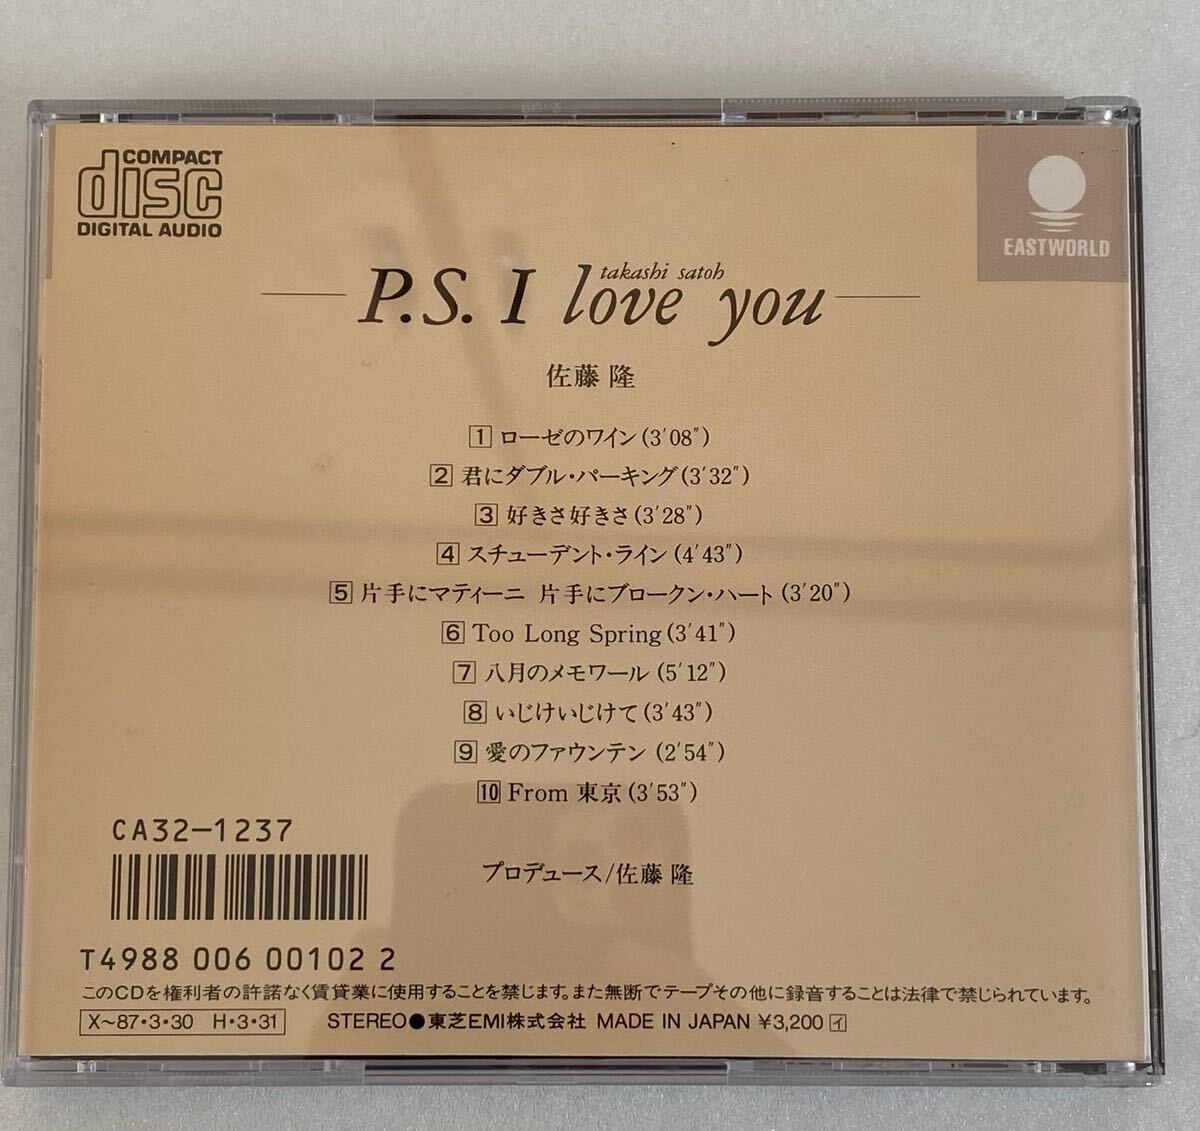 COMPACT
disc
DIGITAL AUDIO
EASTWORLD
takashi satoh
P.S. I love you
佐藤 隆
1 ローゼのワイン(3'08")
2 君にダブル・パーキング(3'32")
3 好きさ好きさ(3'28")
4 スチューデント・ライン(4'43")
5 片手にマティーニ 片手にブロークン・ハート(3'20")
6 Too Long Spring(3'41")
7 八月のメモワール(5'12")
8 いじけいじけて(3'43")
9 愛のファウンテン(2'54")
10 From 東京(3'53")
CA32-1237
プロデュース/佐藤 隆
T4988 006 00102 2
このCDを権利者の許諾なく賃貸業に使用することを禁じます。また無断でテープその他に録音することは法律で禁じられています。
X〜87・3・30 H・3・31 STEREO●東芝EMI株式会社 MADE IN JAPAN ¥3,200 イ